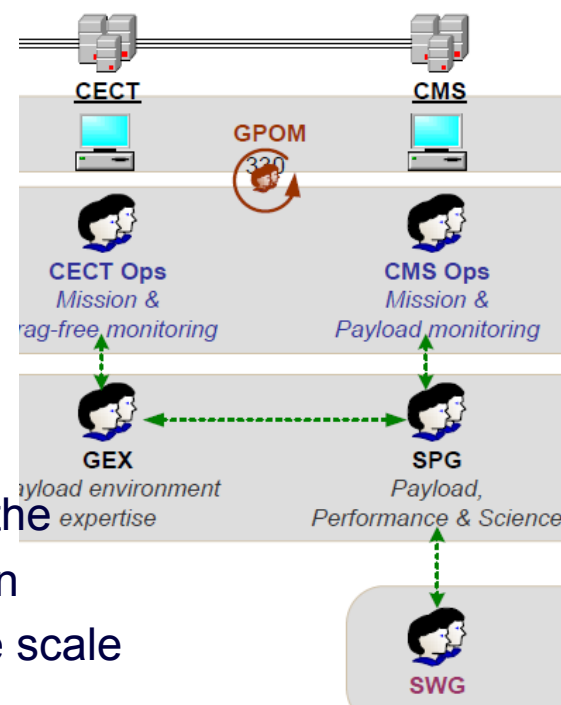 CECT
CMS
GPOM
330
CECT Ops
CMS Ops
Mission &
Mission &
rag-free monitoring
Payload monitoring
GEX
SPG
ayload environment
Payload,
the
expertise
Performance & Science
n
e scale
SWG